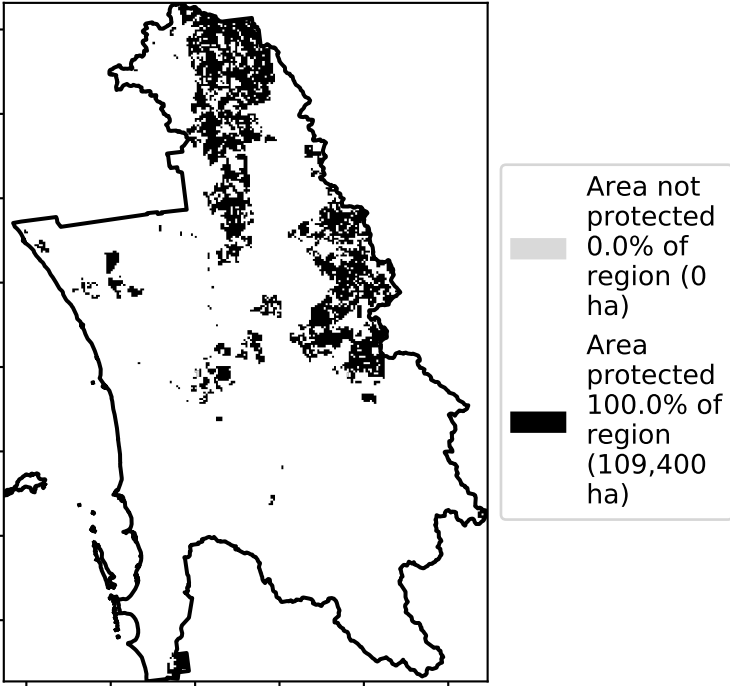 Area not
protected
0.0% of
region (0
ha)
Area
protected
100.0% of
region
(109,400
ha)